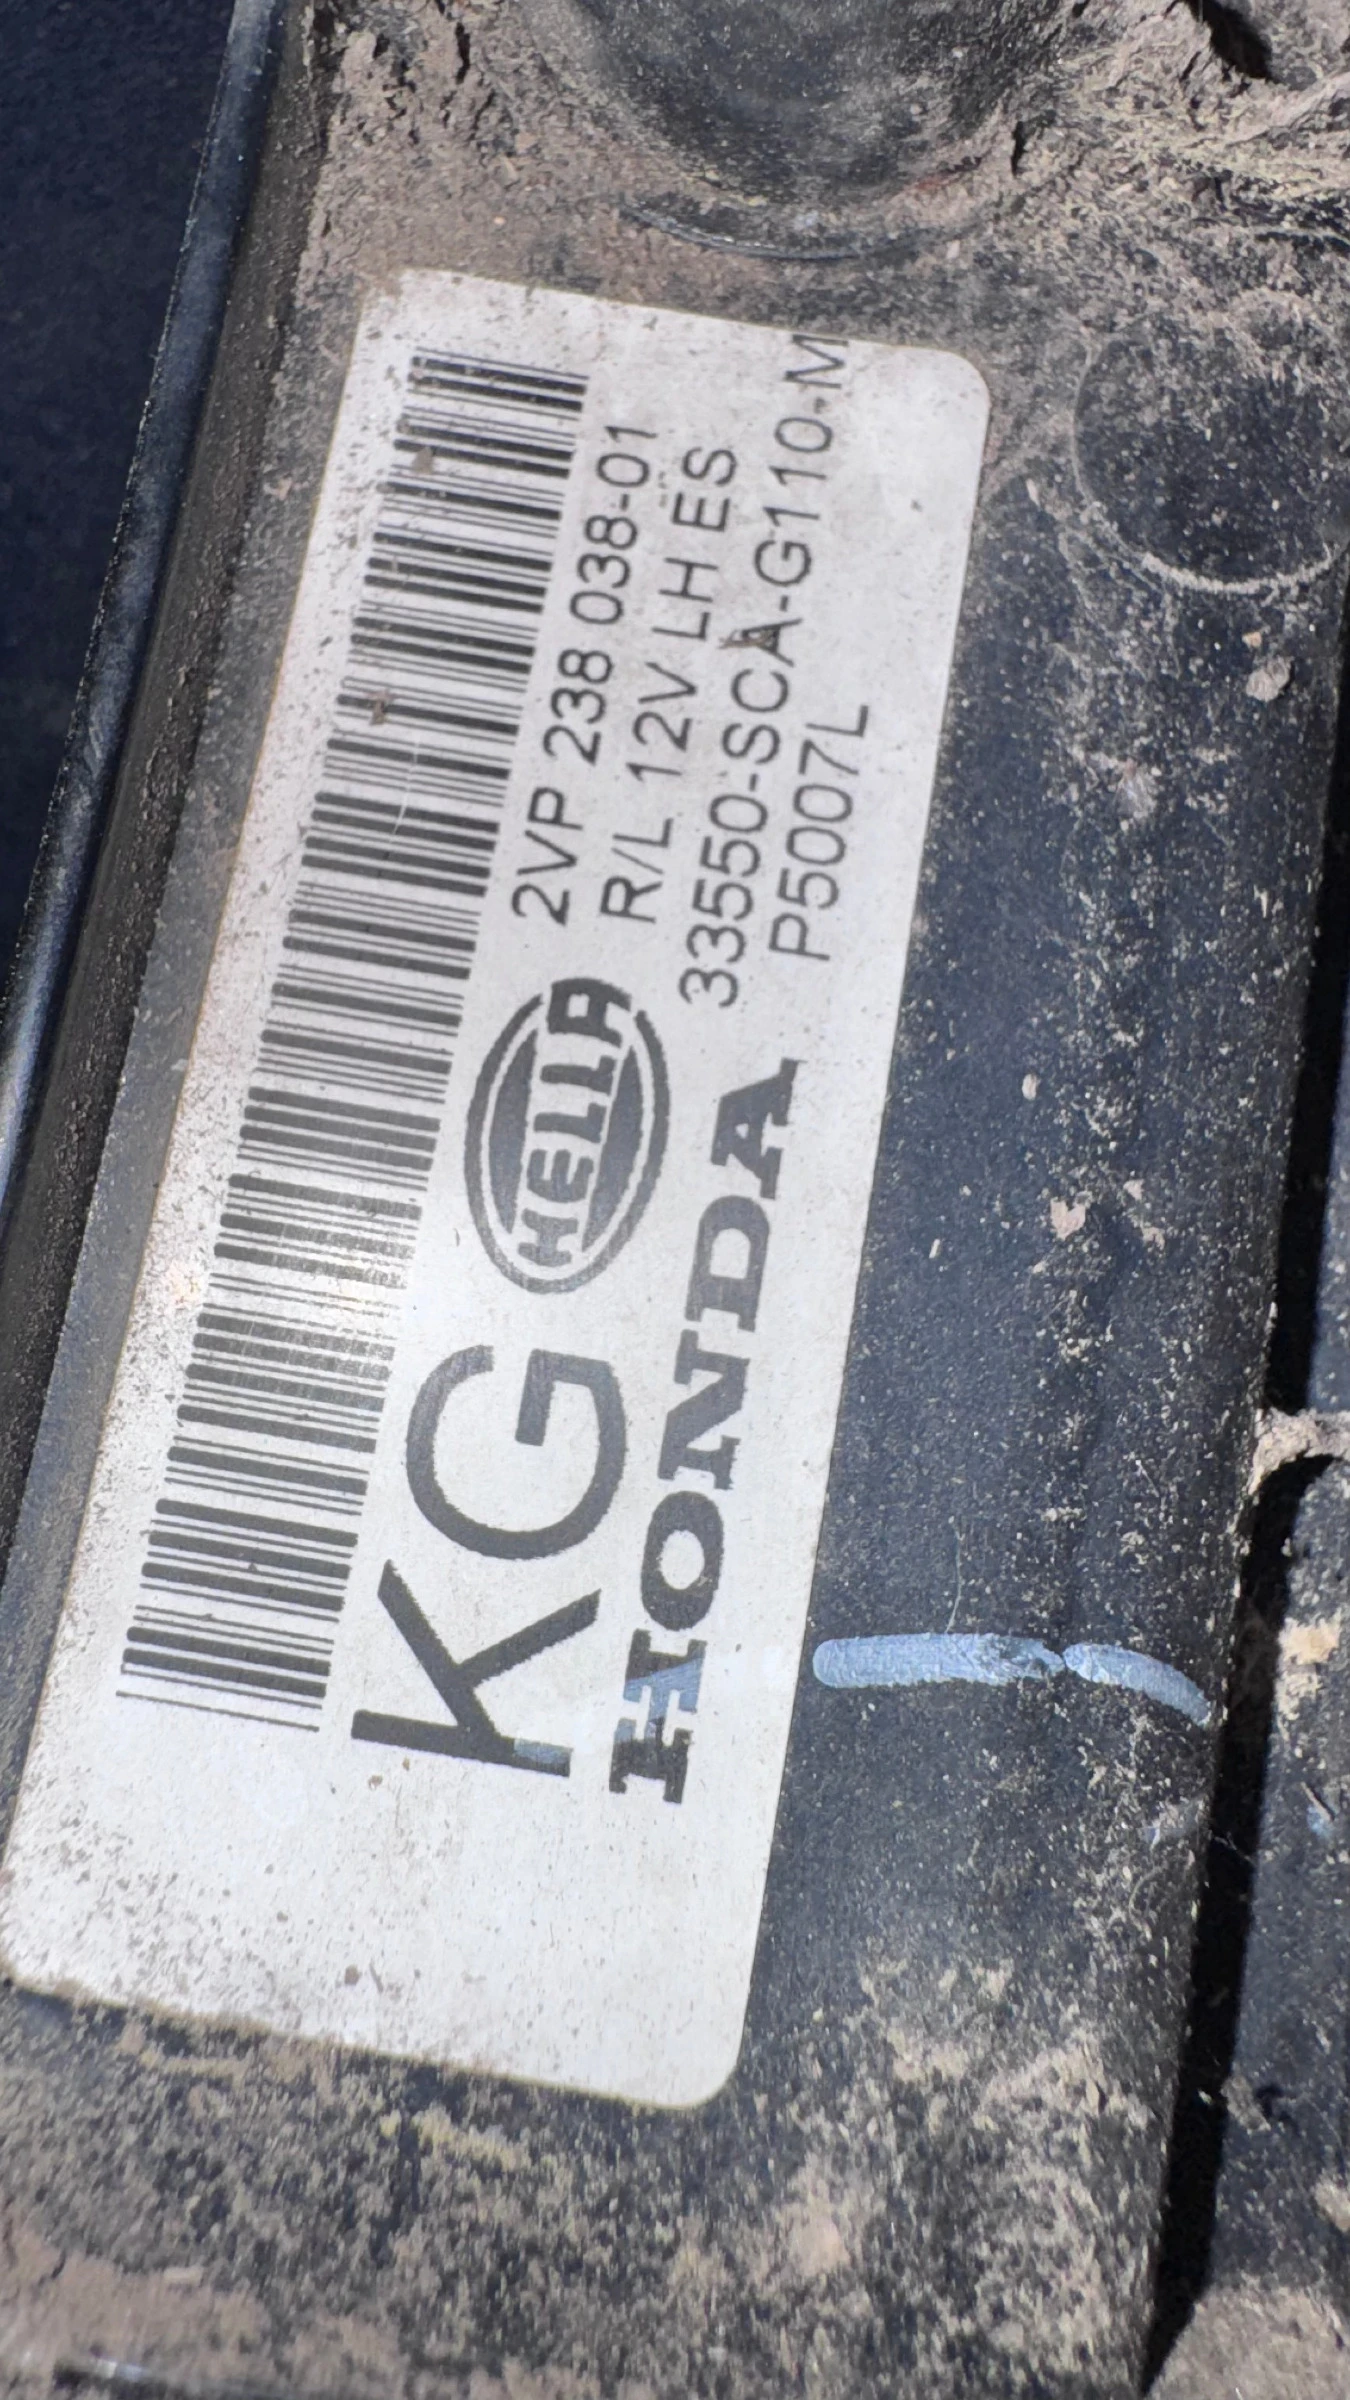 KG HELLA 2VP 238 038-01
R/L 12V LH ES
HONDA 33550-SCA-G110-M
P5007L